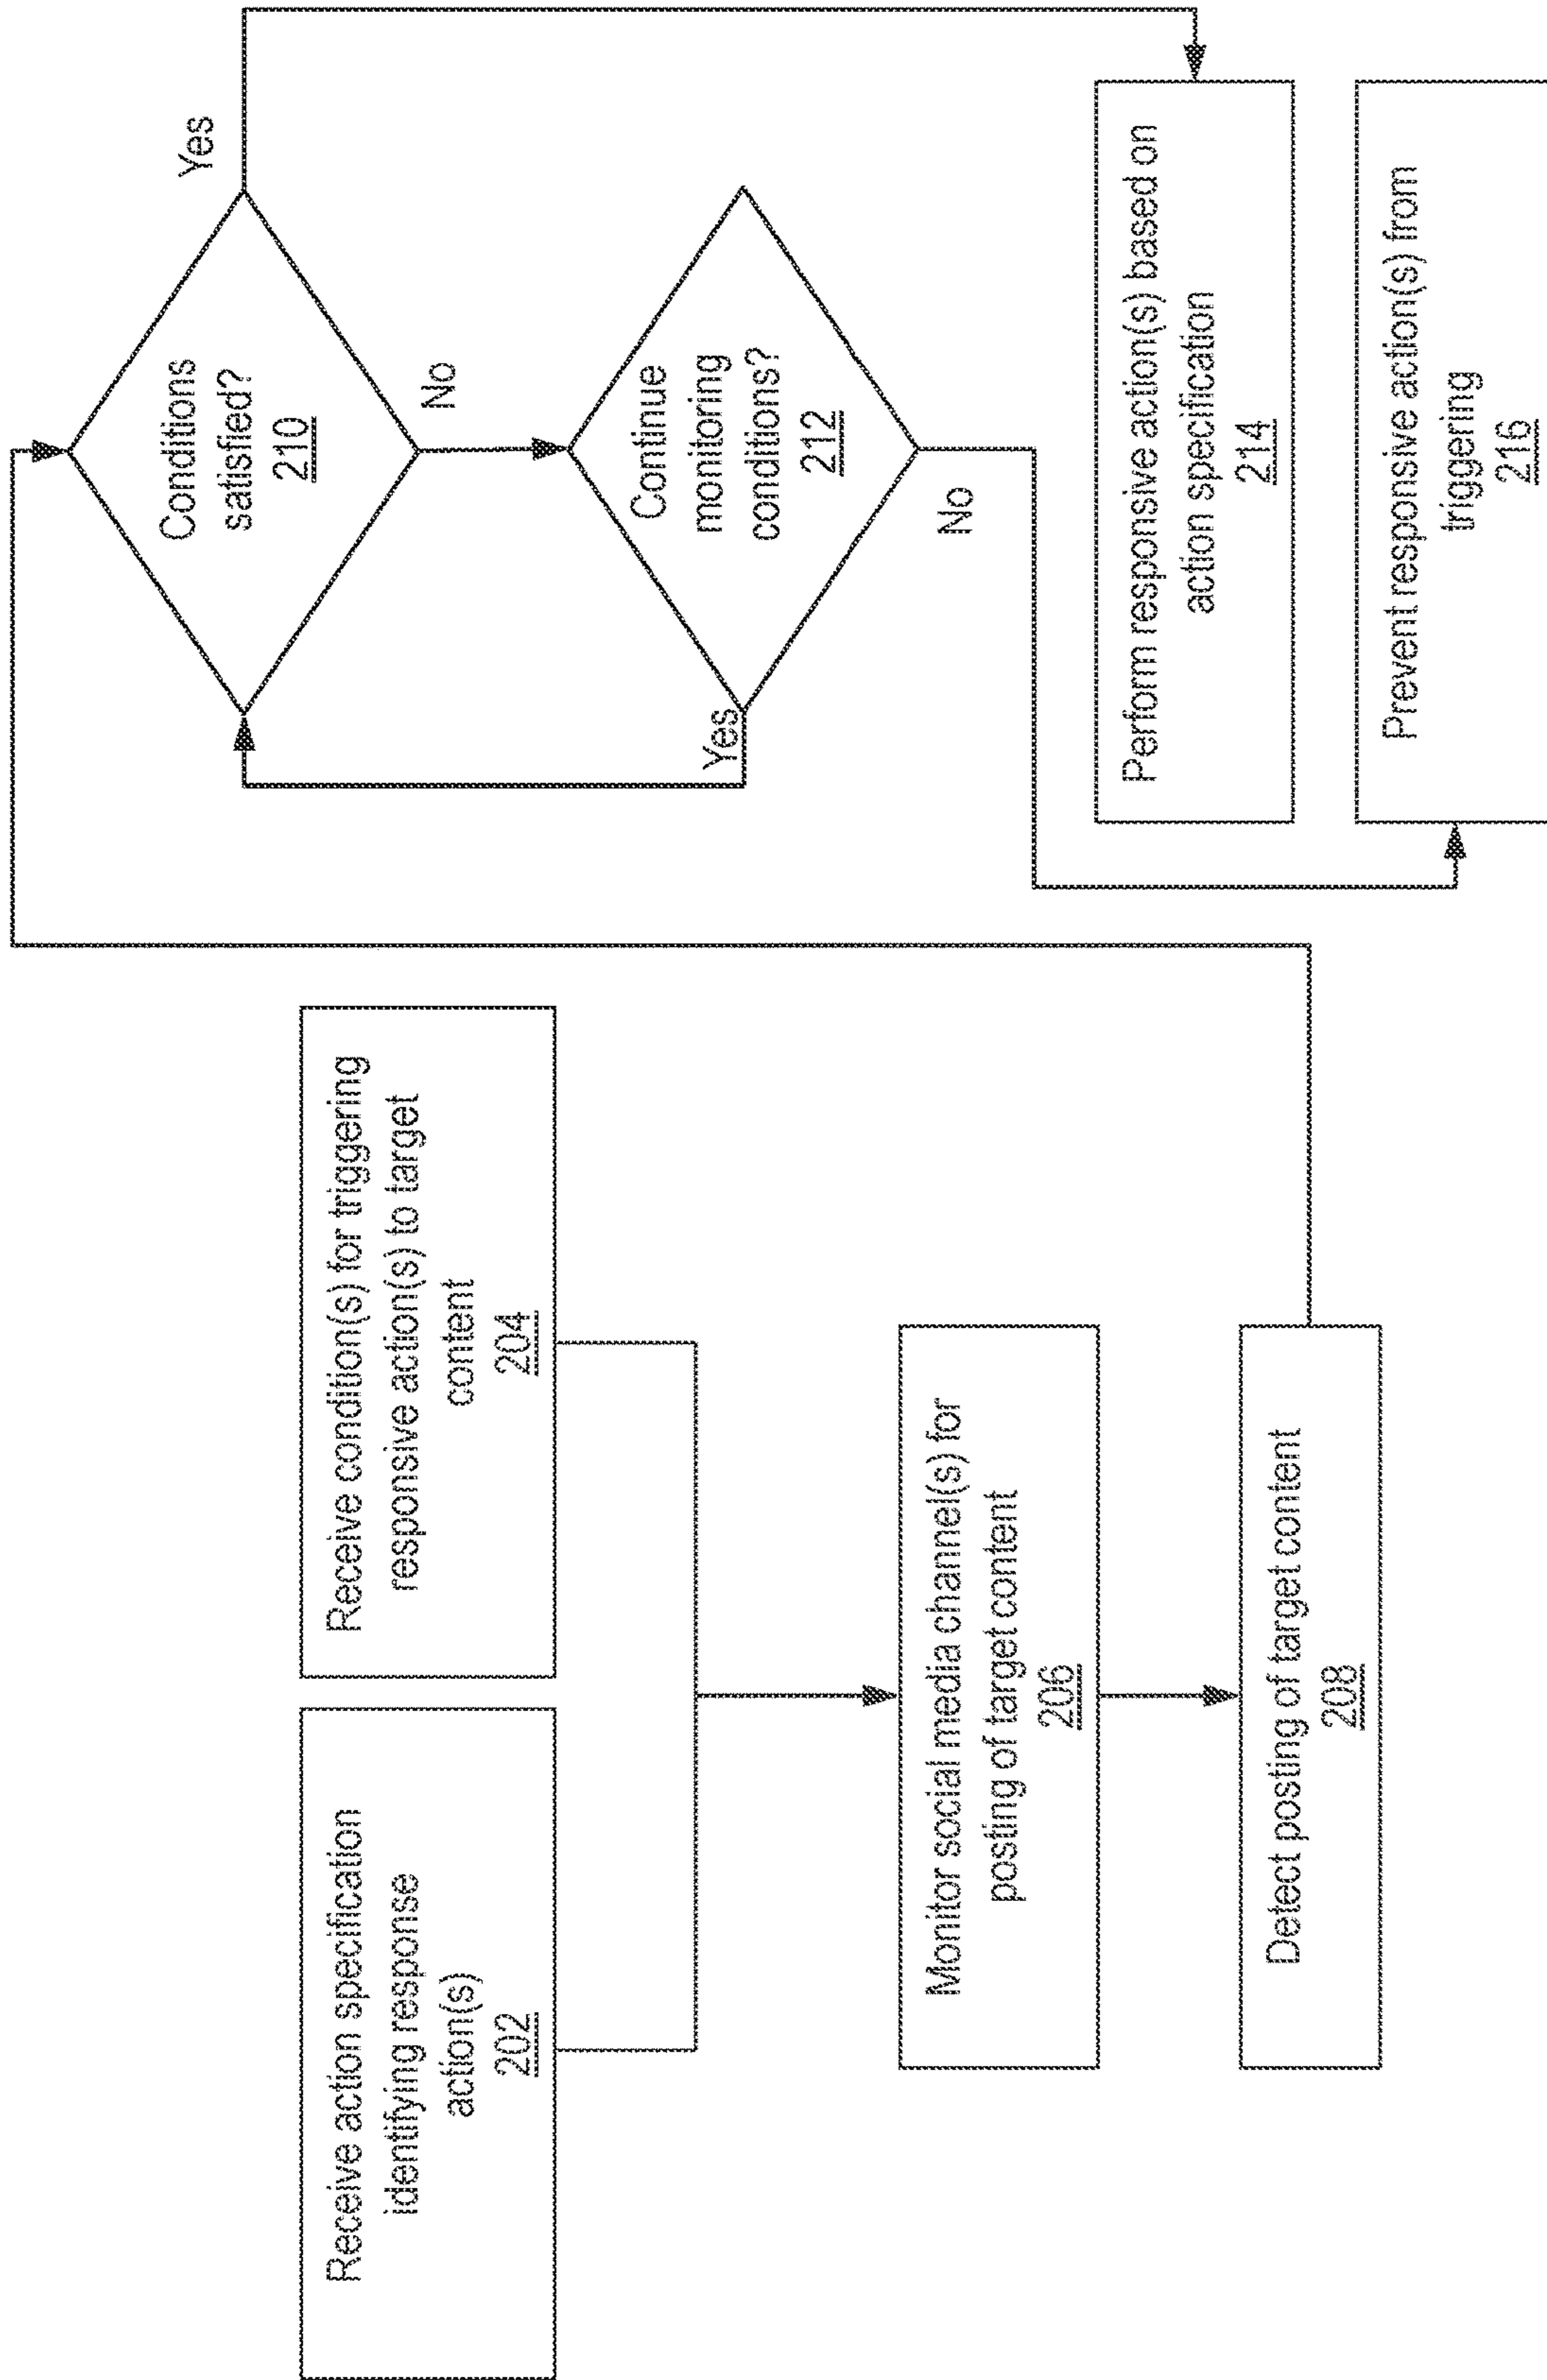 Receive action specification
identifying response
action(s)
202
Receive condition(s) for triggering
responsive action(s) to target
content
204
Monitor social media channel(s) for
posting of target content
206
Detect posting of target content
208
Conditions
satisfied?
210
Yes
No
Continue
monitoring
conditions?
212
Yes
No
Perform responsive action(s) based on
action specification
214
Prevent responsive action(s) from
triggering
216